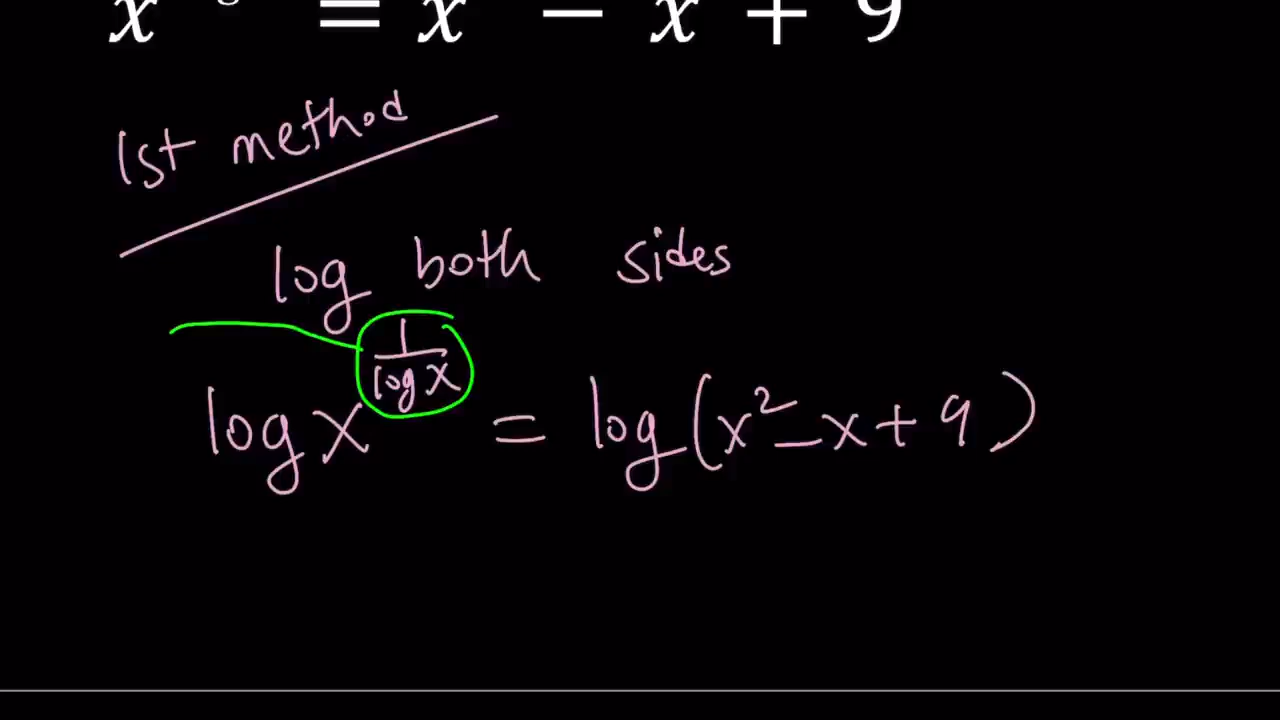 x = x - x + 9
1st method
log both sides
log x^(1/log x) = log(x² - x + 9)